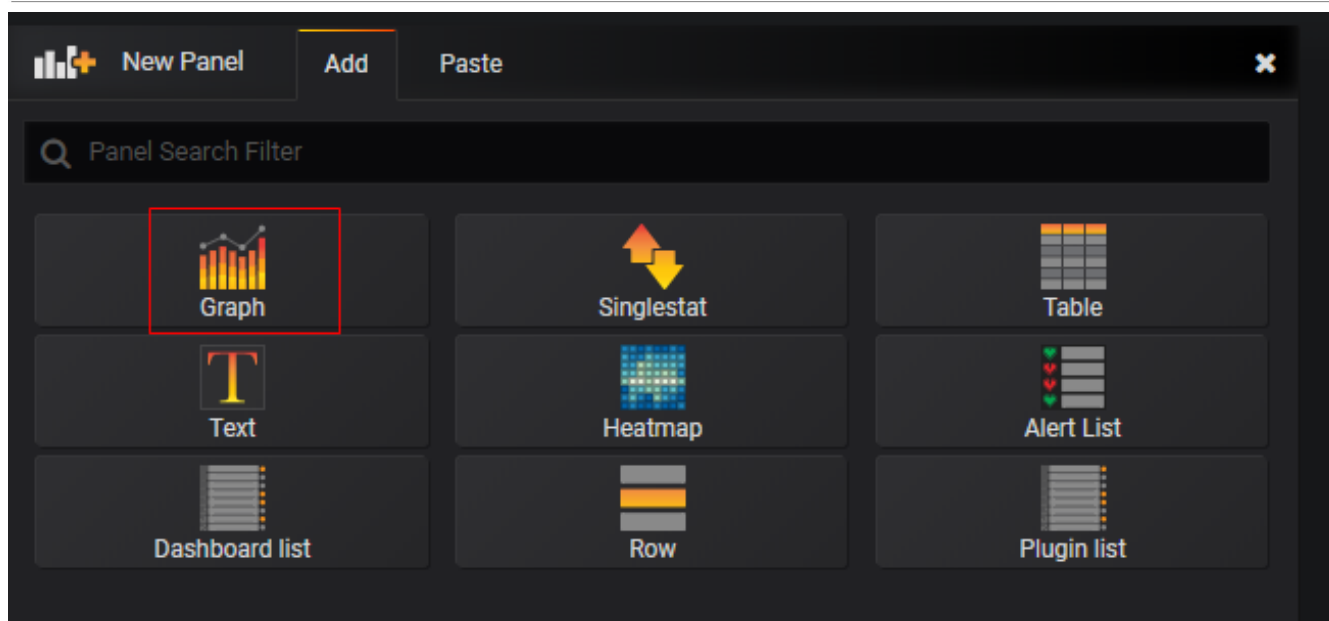 New Panel Add Paste
Panel Search Filter
Graph Singlestat Table
Text Heatmap Alert List
Dashboard list Row Plugin list